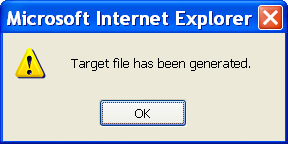 Microsoft Internet Explorer
Target file has been generated.
OK